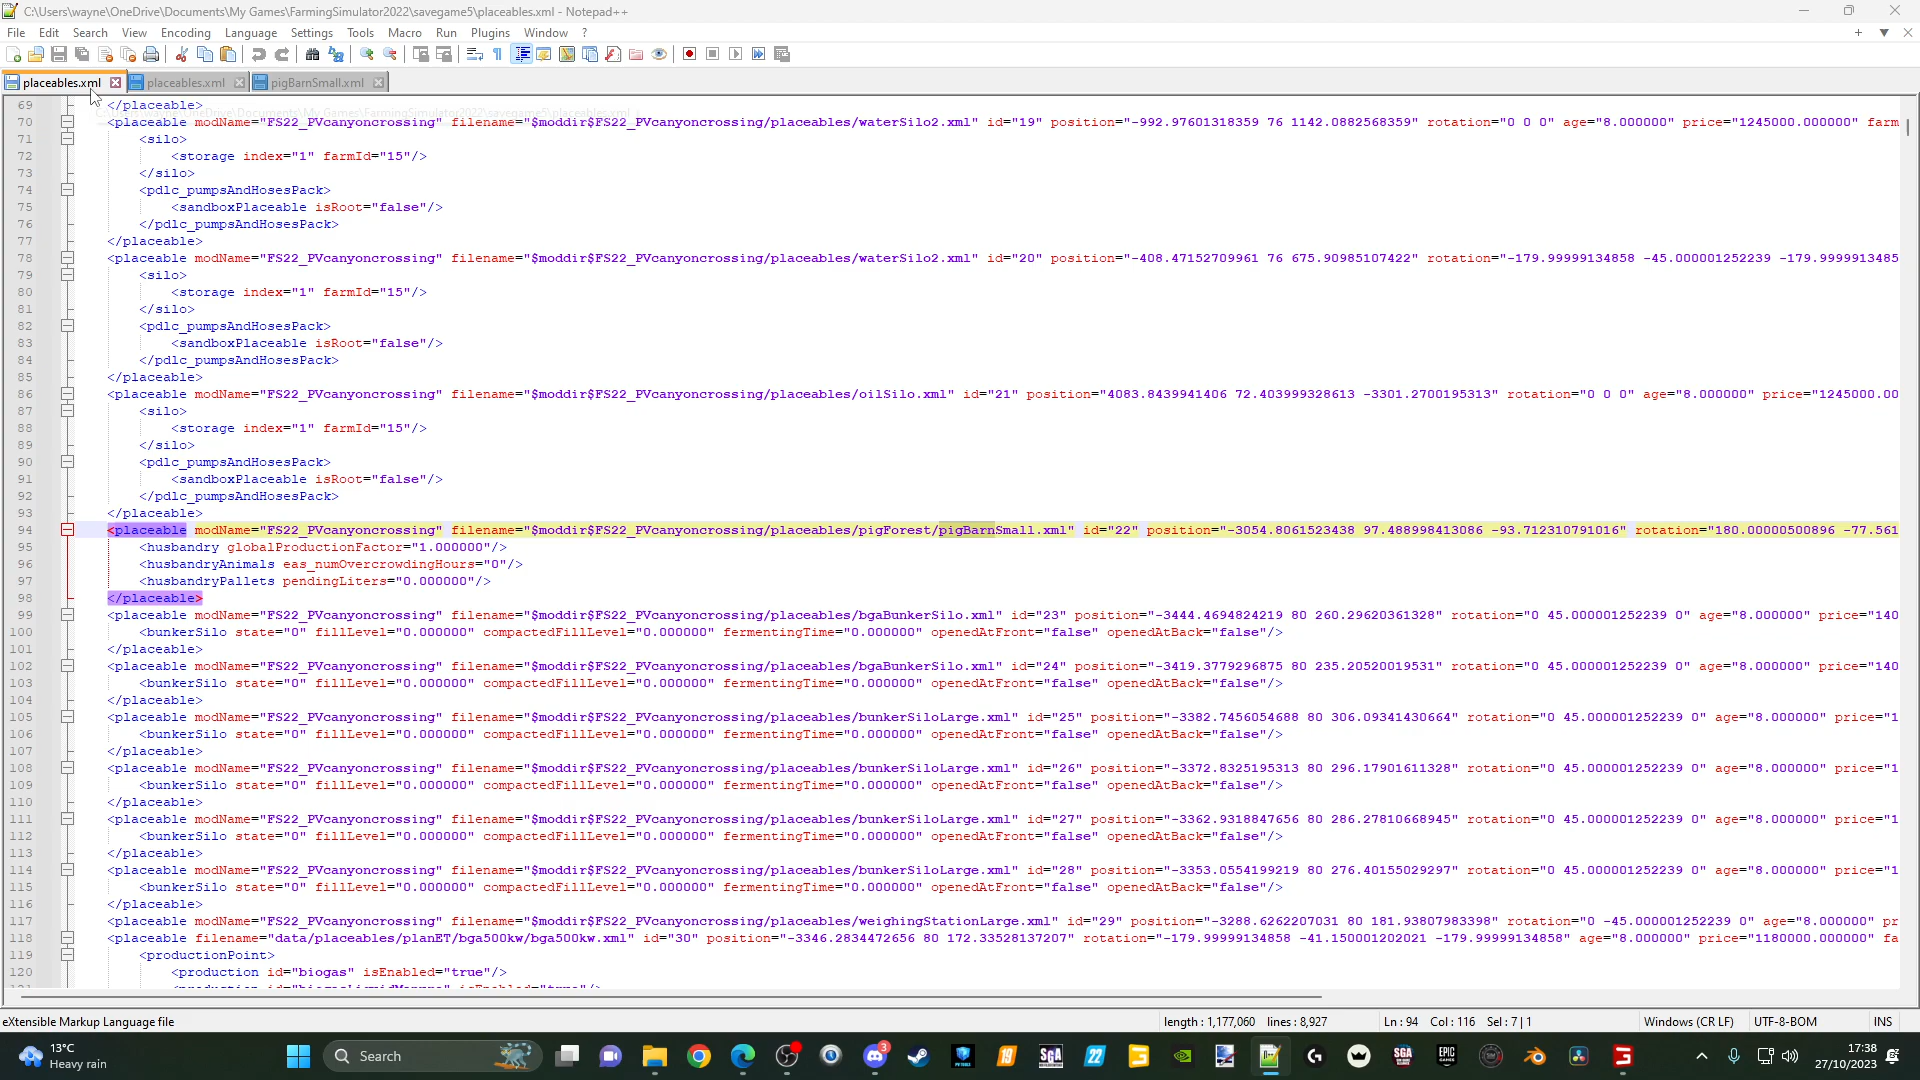 C:\Users\wayne\OneDrive\Documents\My Games\FarmingSimulator2022\savegame5\placeables.xml - Notepad++
File Edit Search View Encoding Language Settings Tools Macro Run Plugins Window ?
placeables.xml placeables.xml pigBarnSmall.xml
69 </placeable>
70 <placeable modName="FS22_PVcanyoncrossing" filename="$moddir$FS22_PVcanyoncrossing/placeables/waterSilo2.xml" id="19" position="-992.97601318359 76 1142.0882568359" rotation="0 0 0" age="8.000000" price="1245000.000000" farm
71 <silo>
72 <storage index="1" farmId="15"/>
73 </silo>
74 <pdlc_pumpsAndHosesPack>
75 <sandboxPlaceable isRoot="false"/>
76 </pdlc_pumpsAndHosesPack>
77 </placeable>
78 <placeable modName="FS22_PVcanyoncrossing" filename="$moddir$FS22_PVcanyoncrossing/placeables/waterSilo2.xml" id="20" position="-408.47152709961 76 675.90985107422" rotation="-179.99999134858 -45.000001252239 -179.9999913485
79 <silo>
80 <storage index="1" farmId="15"/>
81 </silo>
82 <pdlc_pumpsAndHosesPack>
83 <sandboxPlaceable isRoot="false"/>
84 </pdlc_pumpsAndHosesPack>
85 </placeable>
86 <placeable modName="FS22_PVcanyoncrossing" filename="$moddir$FS22_PVcanyoncrossing/placeables/oilSilo.xml" id="21" position="4083.8439941406 72.403999328613 -3301.2700195313" rotation="0 0 0" age="8.000000" price="1245000.00
87 <silo>
88 <storage index="1" farmId="15"/>
89 </silo>
90 <pdlc_pumpsAndHosesPack>
91 <sandboxPlaceable isRoot="false"/>
92 </pdlc_pumpsAndHosesPack>
93 </placeable>
94 <placeable modName="FS22_PVcanyoncrossing" filename="$moddir$FS22_PVcanyoncrossing/placeables/pigForest/pigBarnSmall.xml" id="22" position="-3054.8061523438 97.488998413086 -93.712310791016" rotation="180.00000500896 -77.561
95 <husbandry globalProductionFactor="1.000000"/>
96 <husbandryAnimals eas_numOvercrowdingHours="0"/>
97 <husbandryPallets pendingLiters="0.000000"/>
98 </placeable>
99 <placeable modName="FS22_PVcanyoncrossing" filename="$moddir$FS22_PVcanyoncrossing/placeables/bgaBunkerSilo.xml" id="23" position="-3444.4694824219 80 260.29620361328" rotation="0 45.000001252239 0" age="8.000000" price="140
100 <bunkerSilo state="0" fillLevel="0.000000" compactedFillLevel="0.000000" fermentingTime="0.000000" openedAtFront="false" openedAtBack="false"/>
101 </placeable>
102 <placeable modName="FS22_PVcanyoncrossing" filename="$moddir$FS22_PVcanyoncrossing/placeables/bgaBunkerSilo.xml" id="24" position="-3419.3779296875 80 235.20520019531" rotation="0 45.000001252239 0" age="8.000000" price="140
103 <bunkerSilo state="0" fillLevel="0.000000" compactedFillLevel="0.000000" fermentingTime="0.000000" openedAtFront="false" openedAtBack="false"/>
104 </placeable>
105 <placeable modName="FS22_PVcanyoncrossing" filename="$moddir$FS22_PVcanyoncrossing/placeables/bunkerSiloLarge.xml" id="25" position="-3382.7456054688 80 306.09341430664" rotation="0 45.000001252239 0" age="8.000000" price="1
106 <bunkerSilo state="0" fillLevel="0.000000" compactedFillLevel="0.000000" fermentingTime="0.000000" openedAtFront="false" openedAtBack="false"/>
107 </placeable>
108 <placeable modName="FS22_PVcanyoncrossing" filename="$moddir$FS22_PVcanyoncrossing/placeables/bunkerSiloLarge.xml" id="26" position="-3372.8325195313 80 296.17901611328" rotation="0 45.000001252239 0" age="8.000000" price="1
109 <bunkerSilo state="0" fillLevel="0.000000" compactedFillLevel="0.000000" fermentingTime="0.000000" openedAtFront="false" openedAtBack="false"/>
110 </placeable>
111 <placeable modName="FS22_PVcanyoncrossing" filename="$moddir$FS22_PVcanyoncrossing/placeables/bunkerSiloLarge.xml" id="27" position="-3362.9318847656 80 286.27810668945" rotation="0 45.000001252239 0" age="8.000000" price="1
112 <bunkerSilo state="0" fillLevel="0.000000" compactedFillLevel="0.000000" fermentingTime="0.000000" openedAtFront="false" openedAtBack="false"/>
113 </placeable>
114 <placeable modName="FS22_PVcanyoncrossing" filename="$moddir$FS22_PVcanyoncrossing/placeables/bunkerSiloLarge.xml" id="28" position="-3353.0554199219 80 276.40155029297" rotation="0 45.000001252239 0" age="8.000000" price="1
115 <bunkerSilo state="0" fillLevel="0.000000" compactedFillLevel="0.000000" fermentingTime="0.000000" openedAtFront="false" openedAtBack="false"/>
116 </placeable>
117 <placeable modName="FS22_PVcanyoncrossing" filename="$moddir$FS22_PVcanyoncrossing/placeables/weighingStationLarge.xml" id="29" position="-3288.6262207031 80 181.93807983398" rotation="0 -45.000001252239 0" age="8.000000" pr
118 <placeable filename="data/placeables/planET/bga500kw/bga500kw.xml" id="30" position="-3346.2834472656 80 172.33528137207" rotation="-179.99999134858 -41.150001202021 -179.99999134858" age="8.000000" price="1180000.000000" fa
119 <productionPoint>
120 <production id="biogas" isEnabled="true"/>
eXtensible Markup Language file length : 1,177,060 lines : 8,927 Ln : 94 Col : 116 Sel : 7 | 1 Windows (CR LF) UTF-8-BOM INS
13°C
Heavy rain
Search
3
19
SGA
22
SGA
EPIC
17:38
27/10/2023